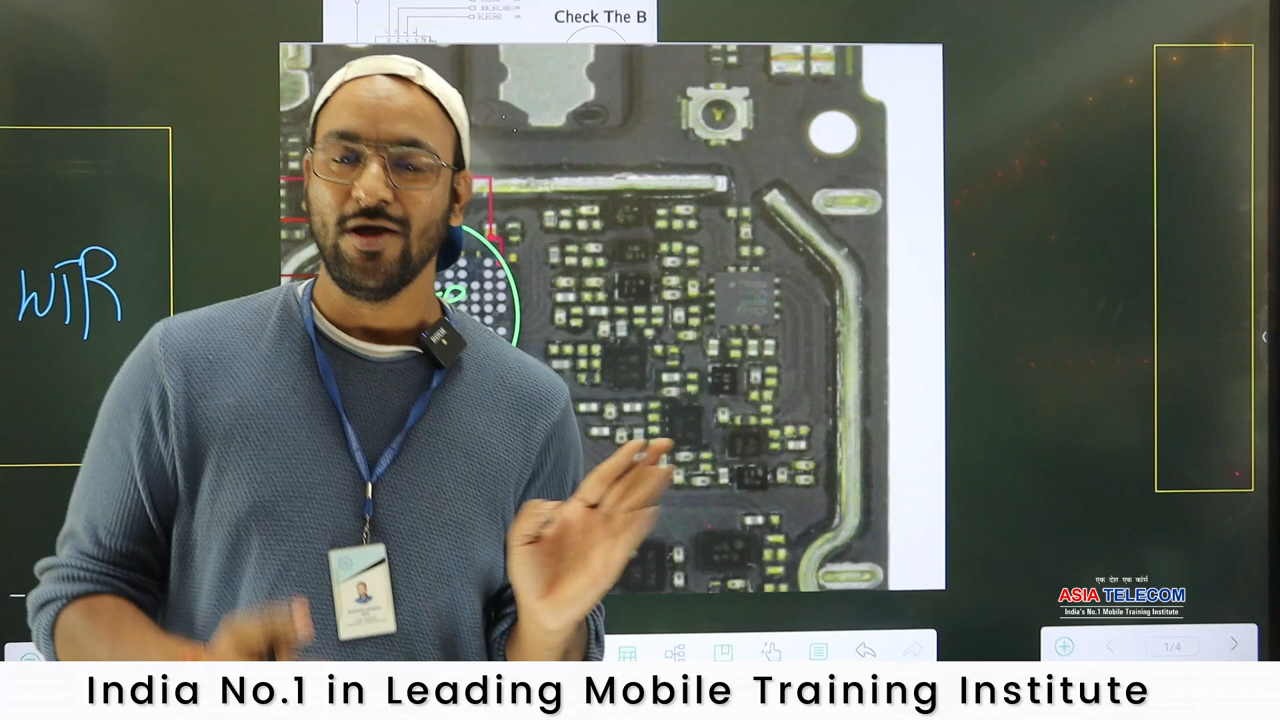 Check The B
WTR
एक देश एक कोर्स
ASIA TELECOM
India's No.1 Mobile Training Institute
1/4
India No.1 in Leading Mobile Training Institute